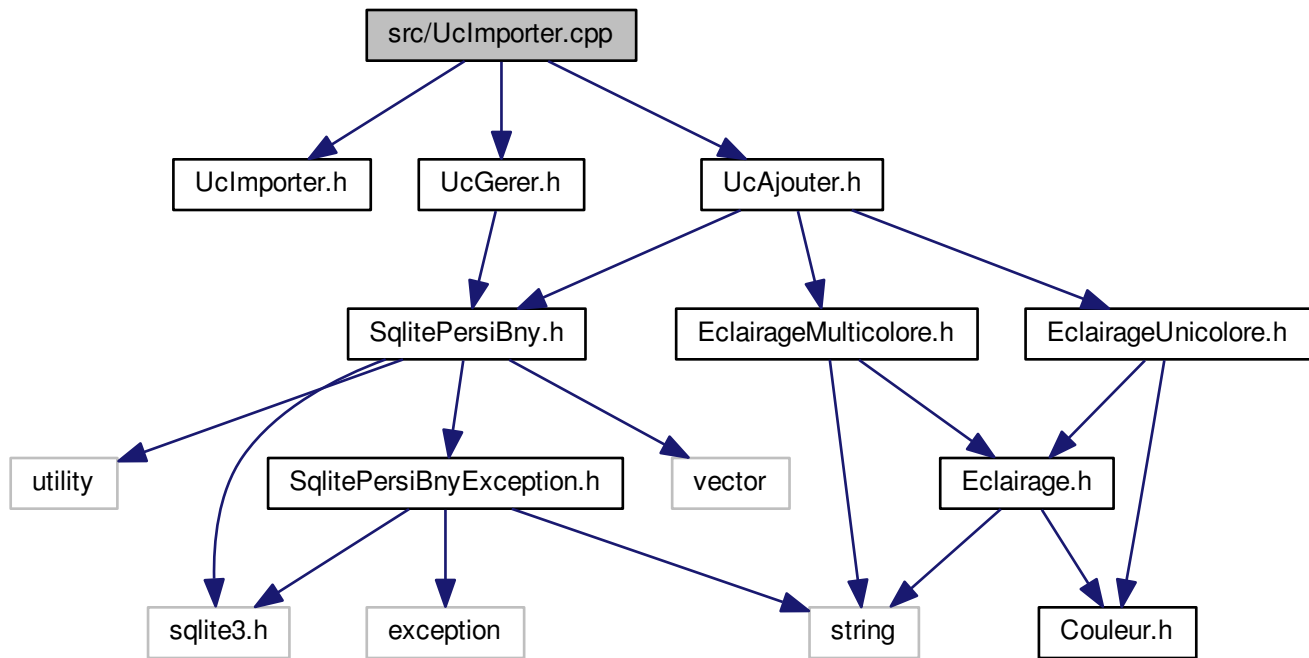 src/UcImporter.cpp
UcImporter.h
UcGerer.h
UcAjouter.h
SqlitePersiBny.h
EclairageMulticolore.h
EclairageUnicolore.h
utility
SqlitePersiBnyException.h
vector
Eclairage.h
sqlite3.h
exception
string
Couleur.h